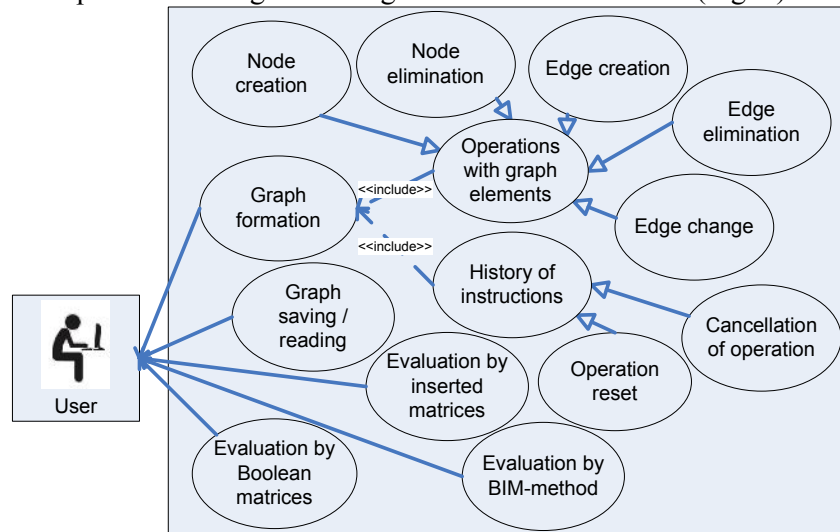 Node
creation
Node
elimination
Edge creation
Edge
elimination
Operations
with graph
elements
<<include>>
Graph
formation
Edge change
<<include>>
History of
instructions
Graph
saving /
reading
Cancellation
of operation
Evaluation by
inserted
matrices
Operation
reset
User
Evaluation by
Boolean
matrices
Evaluation by
BIM-method